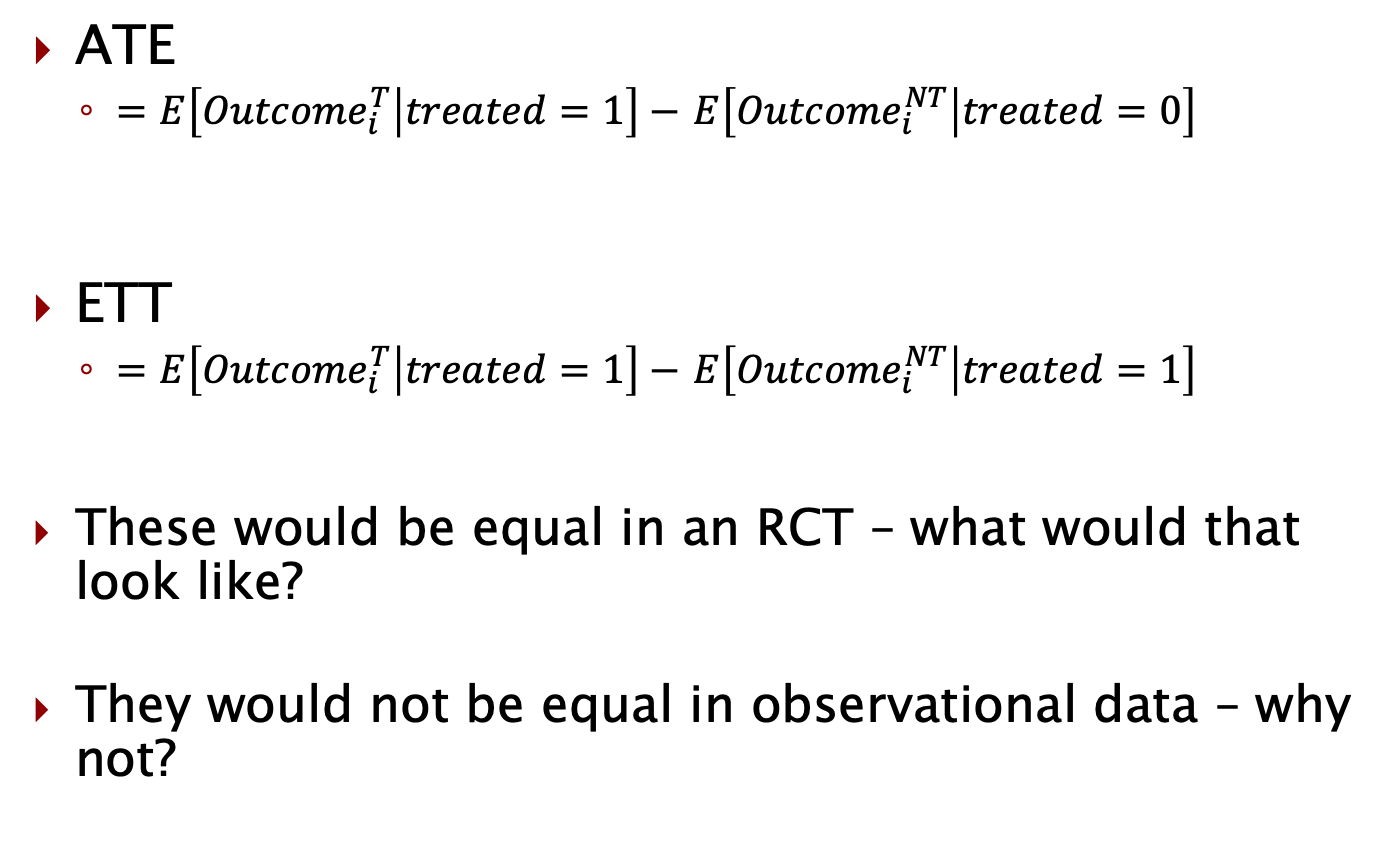 ATE
= E[Outcome_i^T|treated = 1] − E[Outcome_i^NT|treated = 0]
ETT
= E[Outcome_i^T|treated = 1] − E[Outcome_i^NT|treated = 1]
These would be equal in an RCT – what would that
look like?
They would not be equal in observational data – why
not?